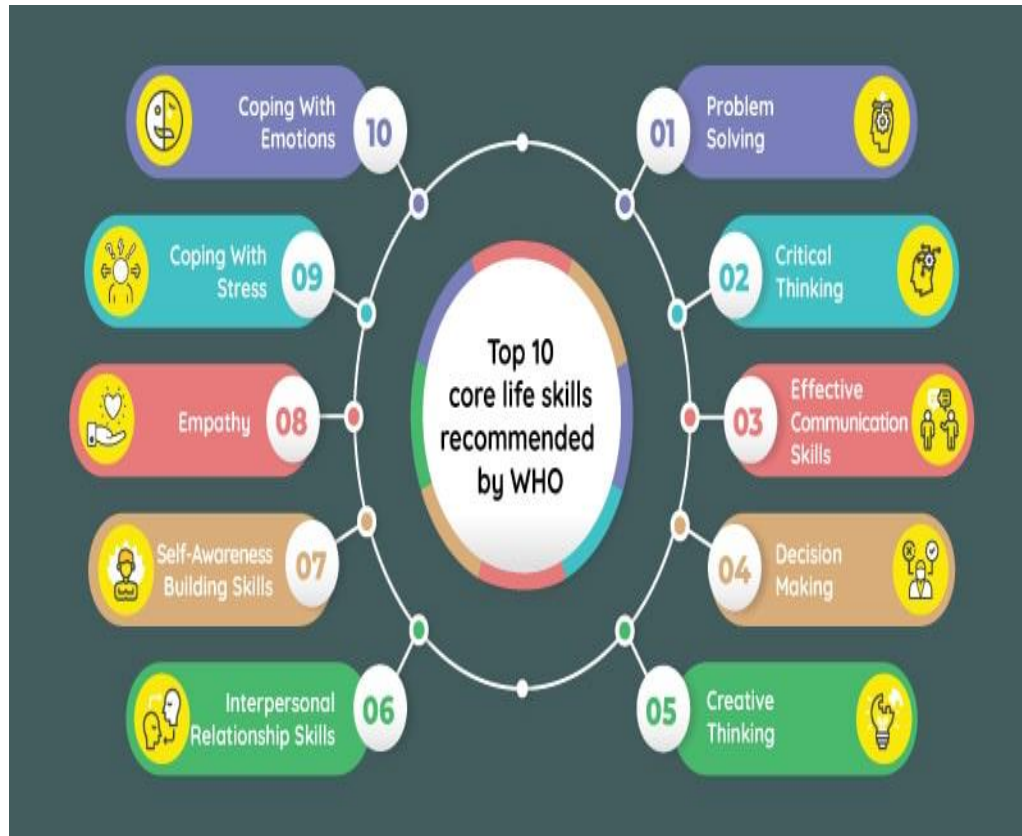 Top 10
core life skills
recommended
by WHO
01
Problem
Solving
02
Critical
Thinking
03
Effective
Communication
Skills
04
Decision
Making
05
Creative
Thinking
06
Interpersonal
Relationship Skills
07
Self-Awareness
Building Skills
08
Empathy
09
Coping With
Stress
10
Coping With
Emotions